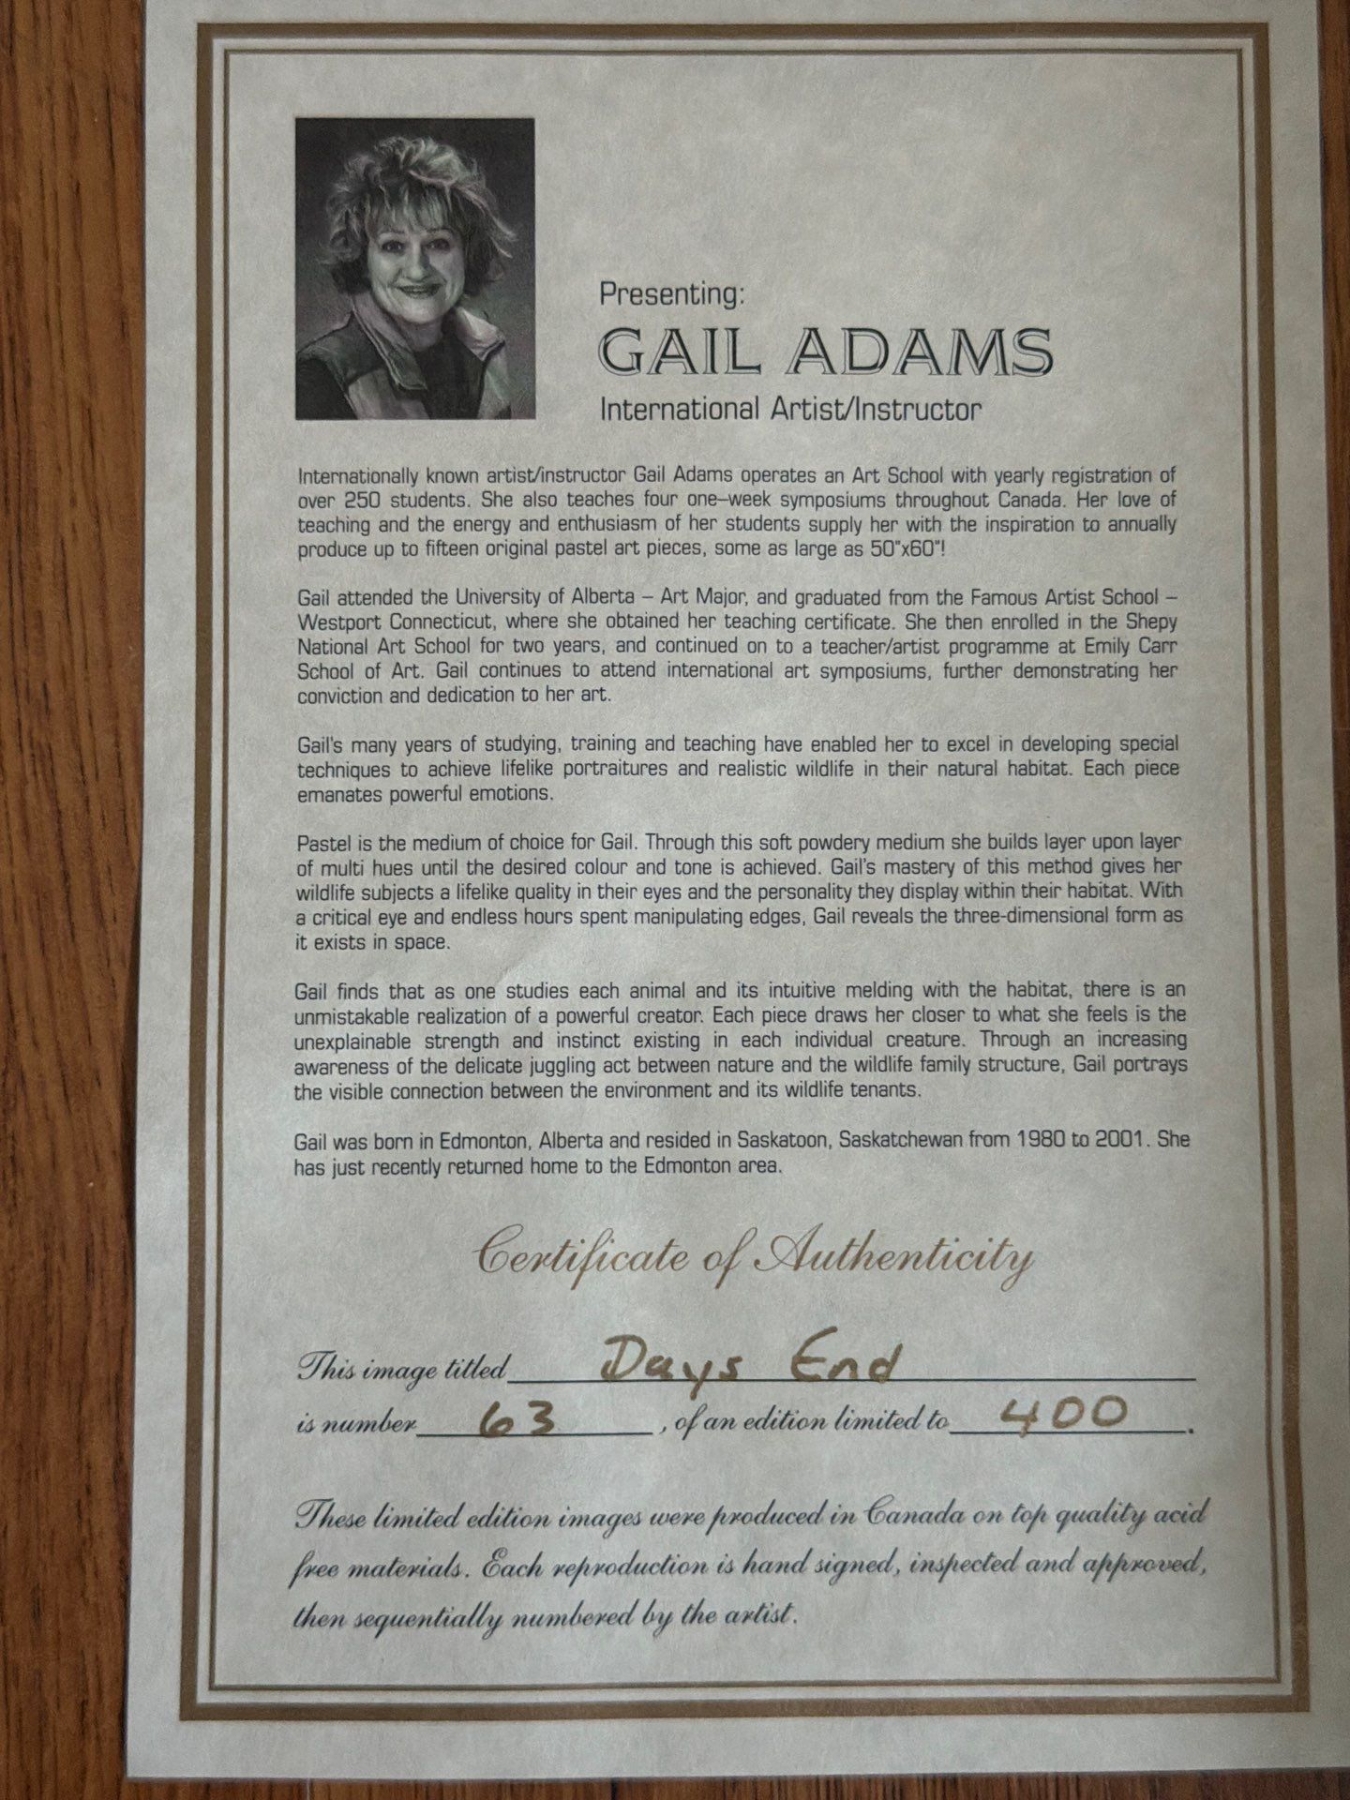 Presenting:
GAIL ADAMS
International Artist/Instructor
Internationally known artist/instructor Gail Adams operates an Art School with yearly registration of
over 250 students. She also teaches four one-week symposiums throughout Canada. Her love of
teaching and the energy and enthusiasm of her students supply her with the inspiration to annually
produce up to fifteen original pastel art pieces, some as large as 50"x60"!
Gail attended the University of Alberta – Art Major, and graduated from the Famous Artist School –
Westport Connecticut, where she obtained her teaching certificate. She then enrolled in the Shepy
National Art School for two years, and continued on to a teacher/artist programme at Emily Carr
School of Art. Gail continues to attend international art symposiums, further demonstrating her
conviction and dedication to her art.
Gail's many years of studying, training and teaching have enabled her to excel in developing special
techniques to achieve lifelike portraitures and realistic wildlife in their natural habitat. Each piece
emanates powerful emotions.
Pastel is the medium of choice for Gail. Through this soft powdery medium she builds layer upon layer
of multi hues until the desired colour and tone is achieved. Gail's mastery of this method gives her
wildlife subjects a lifelike quality in their eyes and the personality they display within their habitat. With
a critical eye and endless hours spent manipulating edges, Gail reveals the three-dimensional form as
it exists in space.
Gail finds that as one studies each animal and its intuitive melding with the habitat, there is an
unmistakable realization of a powerful creator. Each piece draws her closer to what she feels is the
unexplainable strength and instinct existing in each individual creature. Through an increasing
awareness of the delicate juggling act between nature and the wildlife family structure, Gail portrays
the visible connection between the environment and its wildlife tenants.
Gail was born in Edmonton, Alberta and resided in Saskatoon, Saskatchewan from 1980 to 2001. She
has just recently returned home to the Edmonton area.
Certificate of Authenticity
This image titled Days End
is number 63, of an edition limited to 400.
These limited edition images were produced in Canada on top quality acid
free materials. Each reproduction is hand signed, inspected and approved,
then sequentially numbered by the artist.